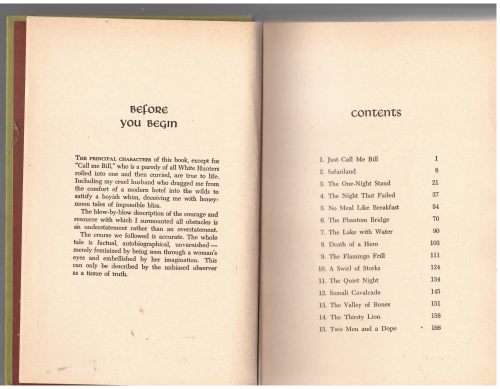 BEFORE
YOU BEGIN
THE PRINCIPAL CHARACTERS of this book, except for
"Call me Bill," who is a parody of all White Hunters
rolled into one and then curried, are true to life.
Including my cruel husband who dragged me from
the comfort of a modern hotel into the wilds to
satisfy a boyish whim, deceiving me with honey-
moon tales of impossible bliss.
The blow-by-blow description of the courage and
resource with which I surmounted all obstacles is
an understatement rather than an overstatement.
The course we followed is accurate. The whole
tale is factual, autobiographical, unvarnished—
merely feminized by being seen through a woman's
eyes and embellished by her imagination. This
can only be described by the unbiased observer
as a tissue of truth.
CONTENTS
1. Just Call Me Bill 1
2. Safariland 9
3. The One-Night Stand 21
4. The Night That Failed 37
5. No Meal Like Breakfast 54
6. The Phantom Bridge 70
7. The Lake with Water 90
8. Death of a Hero 103
9. The Flamingo Frill 111
10. A Swirl of Storks 124
11. The Quiet Night 134
12. Somali Cavalcade 145
13. The Valley of Bones 151
14. The Thirsty Lion 158
15. Two Men and a Dope 168